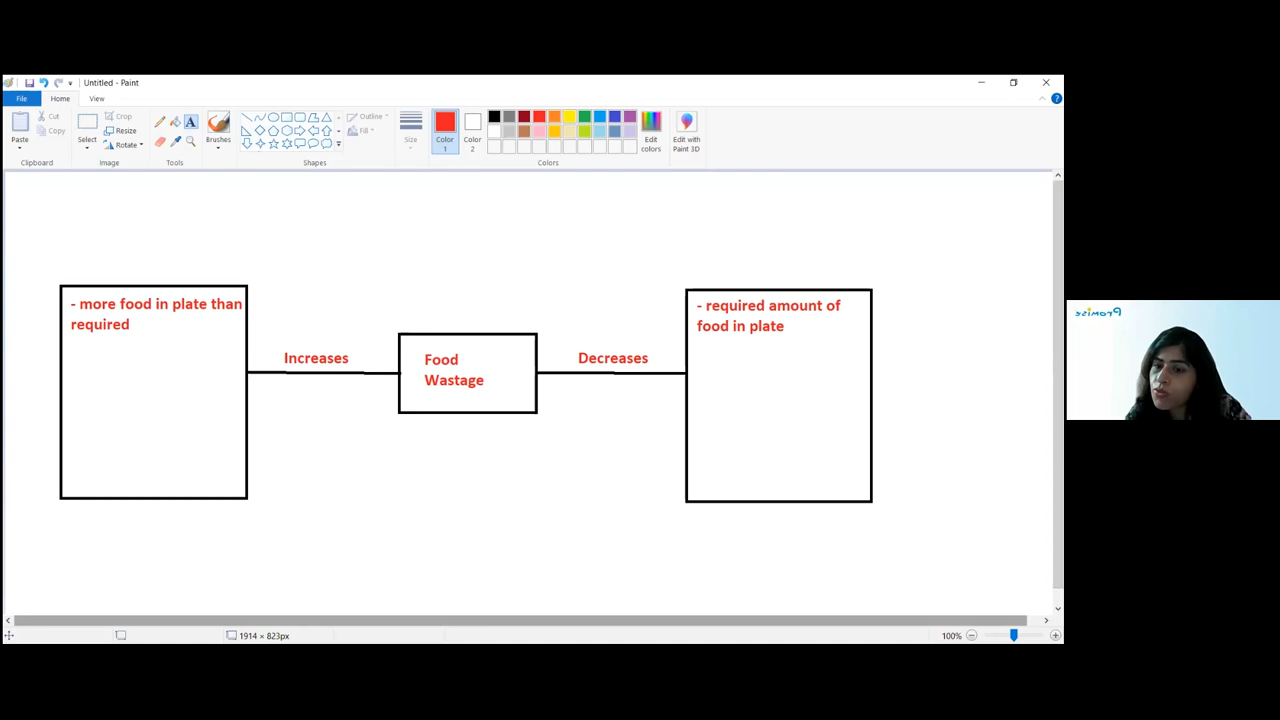 Untitled - Paint
File
Home
View
Paste
Cut
Copy
Clipboard
Select
Crop
Resize
Rotate
Image
Tools
Brushes
Shapes
Outline
Fill
Size
Color 1
Color 2
Colors
Edit colors
Edit with Paint 3D
- more food in plate than
required
Increases
Food
Wastage
Decreases
- required amount of
food in plate
Promise
1914 × 823px
100%